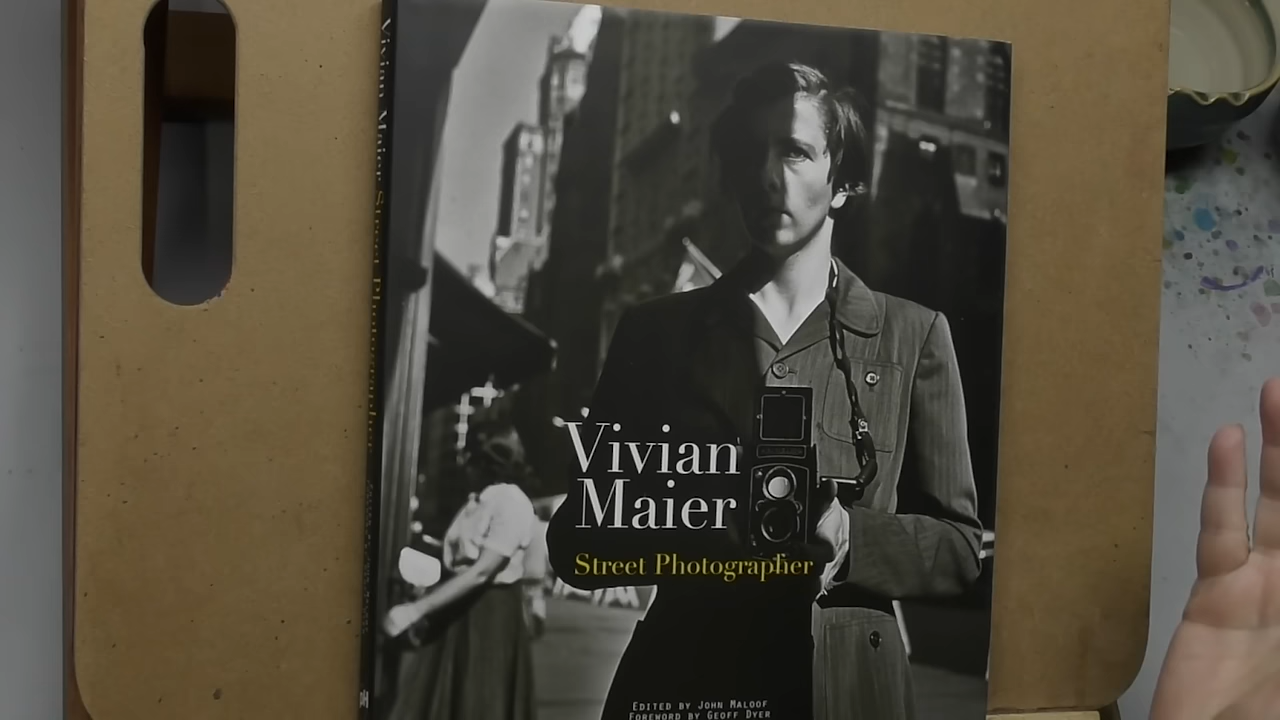 Vivian Maier Street Photographer
Vivian
Maier
Street Photographer
EDITED BY JOHN MALOOF
FOREWORD BY GEOFF DYER